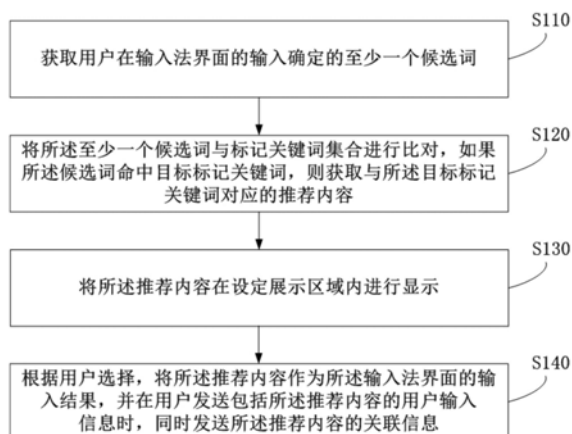 S110
获取用户在输入法界面的输入确定的至少一个候选词
S120
将所述至少一个候选词与标记关键词集合进行比对，如果
所述候选词命中目标标记关键词，则获取与所述目标标记
关键词对应的推荐内容
S130
将所述推荐内容在设定展示区域内进行显示
S140
根据用户选择，将所述推荐内容作为所述输入法界面的输
入结果，并在用户发送包括所述推荐内容的用户输入
信息时，同时发送所述推荐内容的关联信息